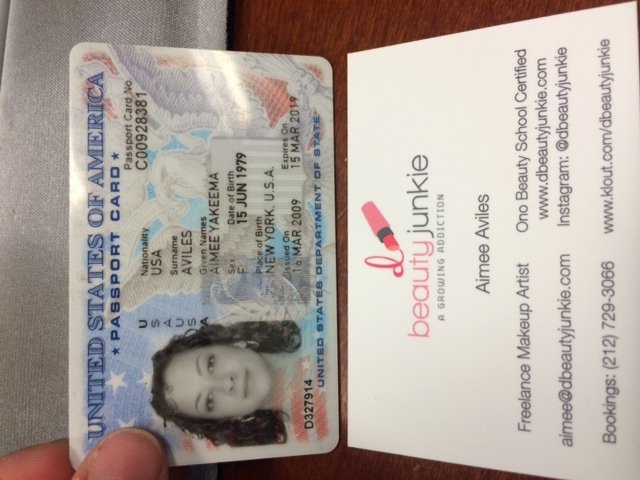 UNITED STATES OF AMERICA
★ PASSPORT CARD ★
Passport Card No.
C00928381
Nationality
USA
Surname
AVILES
Given Names
AIMEE YAKEEMA
Sex
F
Date of Birth
15 JUN 1979
Place of Birth
NEW YORK, U.S.A.
Issued On
16 MAR 2009
Expires On
15 MAR 2019
UNITED STATES DEPARTMENT OF STATE
USA
USA
D327914
d
beautyjunkie
A GROWING ADDICTION
Aimee Aviles
Freelance Makeup Artist
Ono Beauty School Certified
aimee@dbeautyjunkie.com
www.dbeautyjunkie.com
Instagram: @dbeautyjunkie
Bookings: (212) 729-3066
www.klout.com/dbeautyjunkie